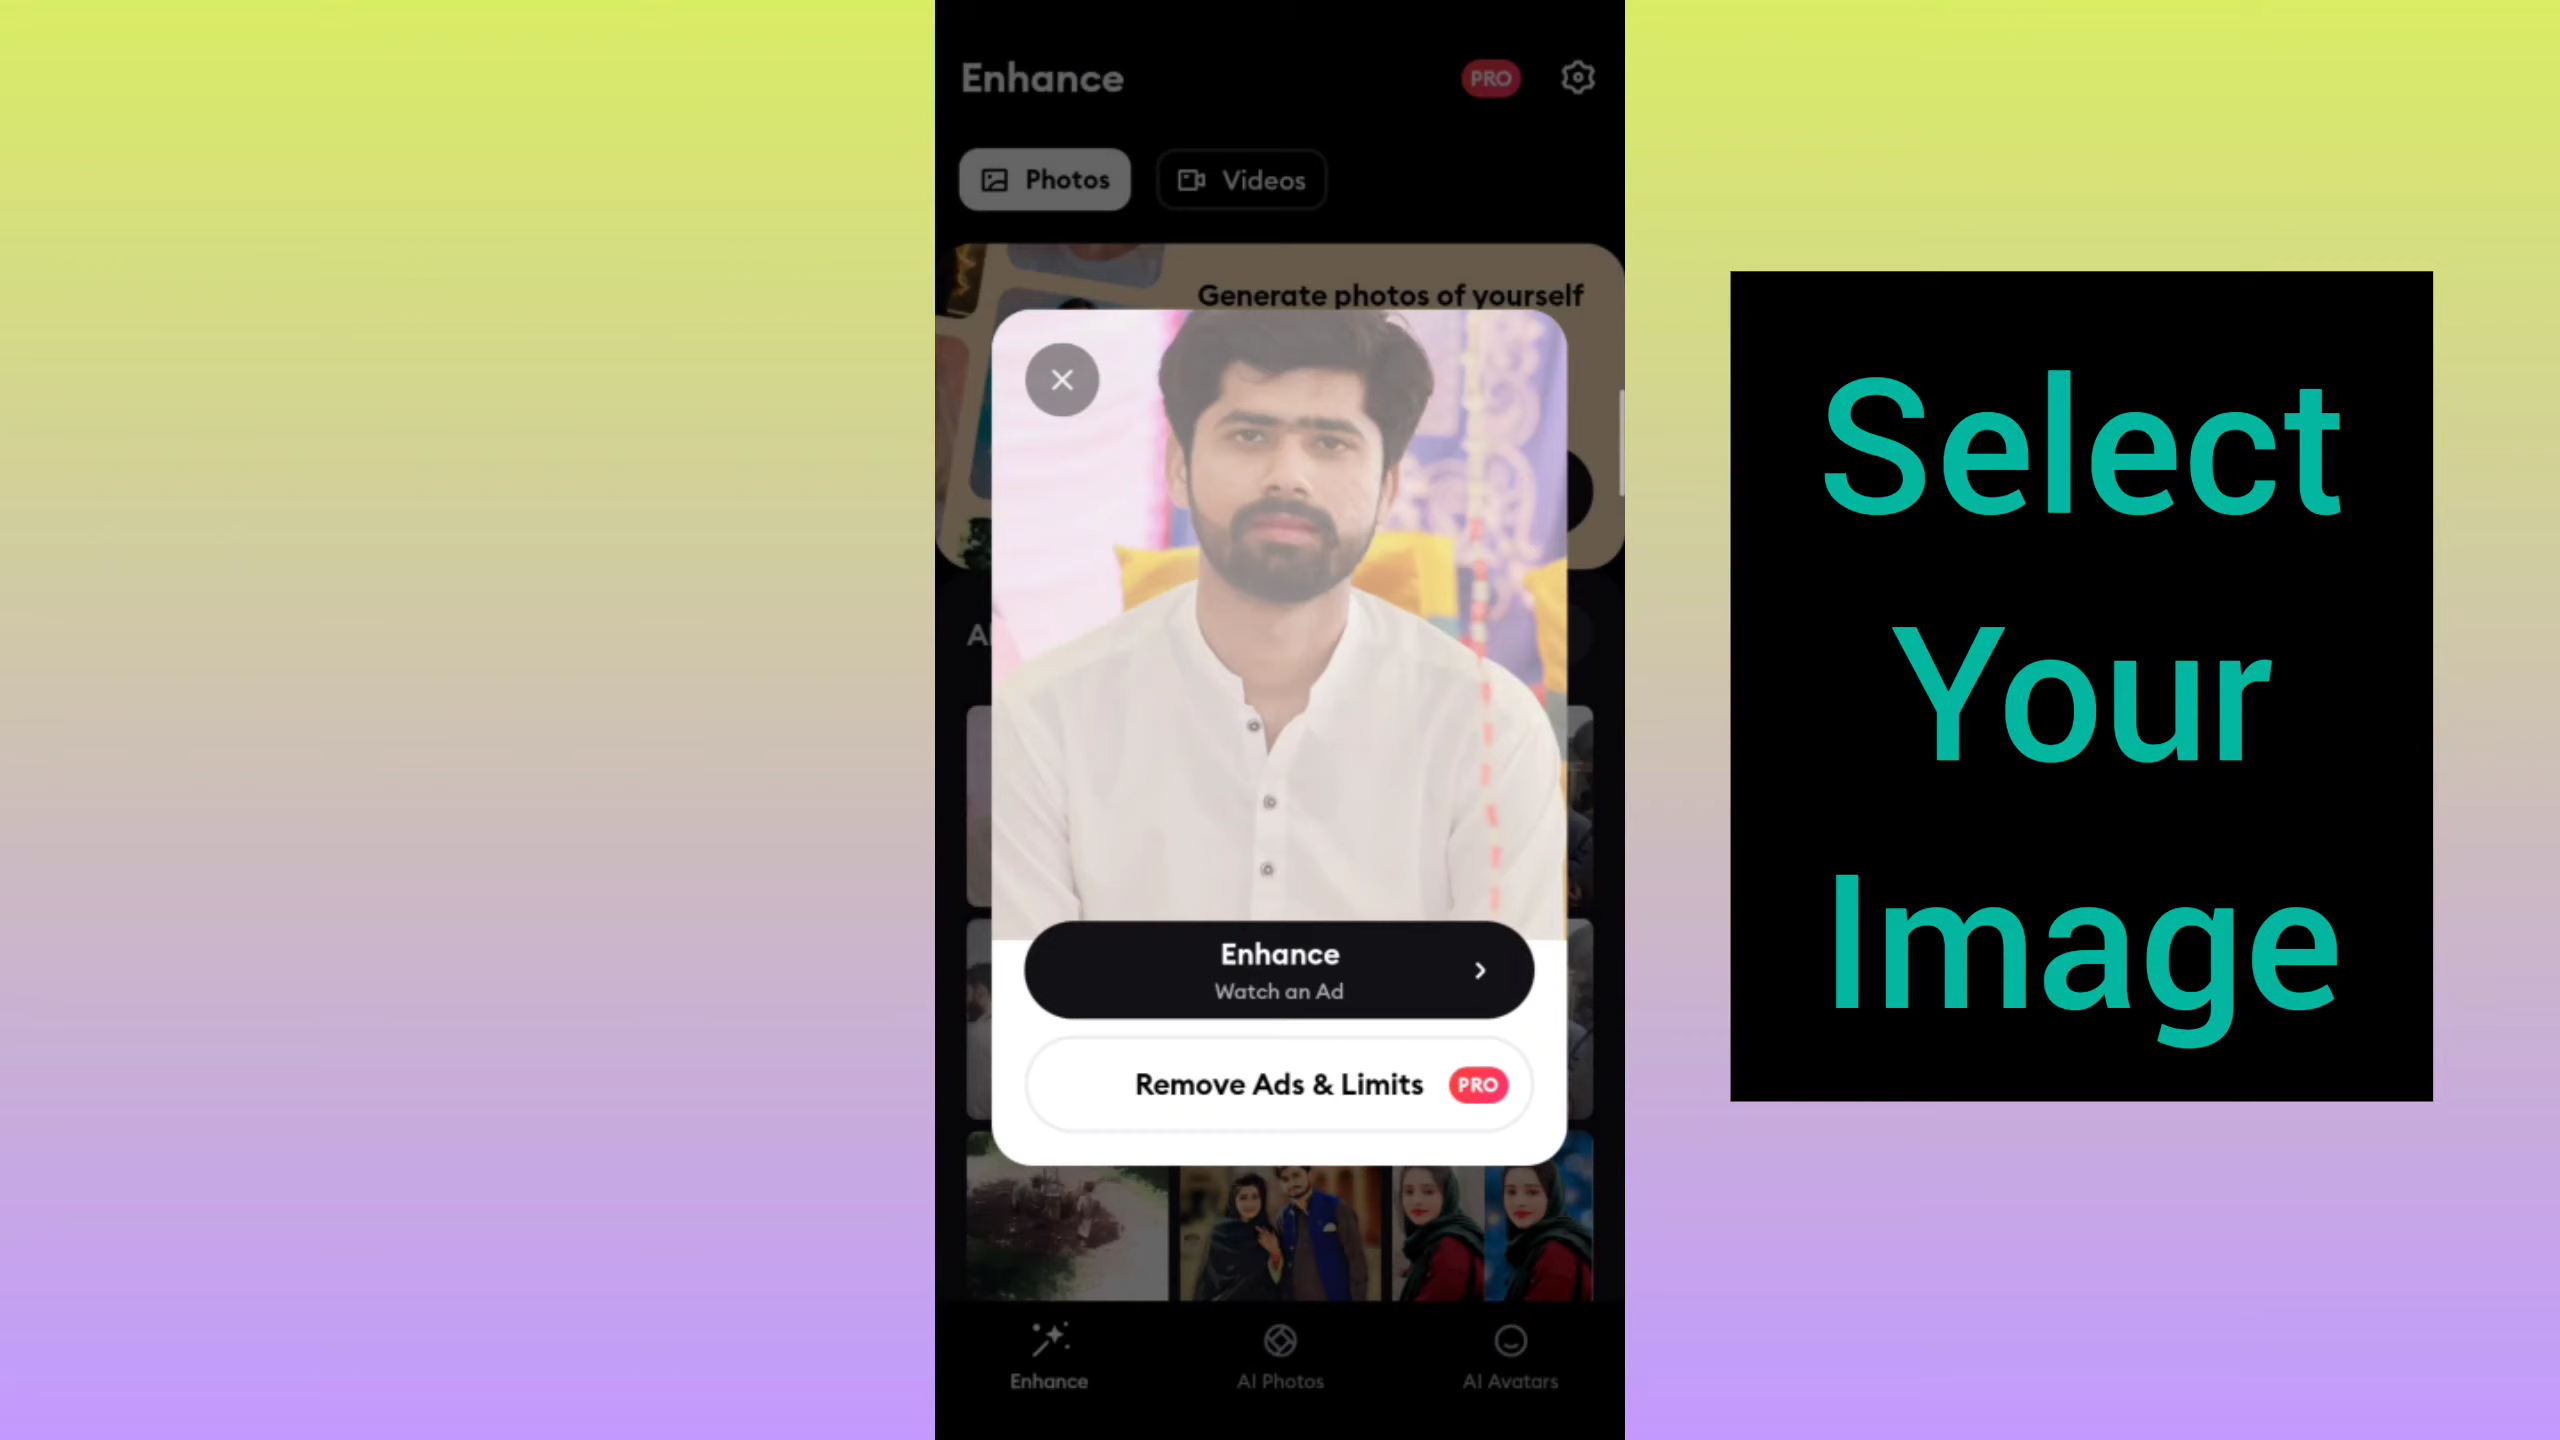 Enhance
PRO
Photos
Videos
Generate photos of yourself
Enhance
Watch an Ad
Remove Ads & Limits
PRO
Enhance
AI Photos
AI Avatars
Select
Your
Image